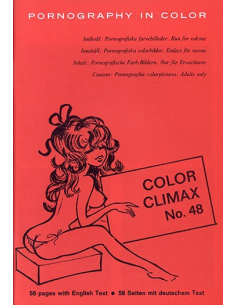 PORNOGRAPHY IN COLOR
Indhold: Pornografiske farvebilleder. Kun for voksne
Innehåll: Pornografiska colorbilder. Endast för vuxna
Inhalt: Pornografische Farb-Bildern. Nur für Erwachsene
Content: Pornographic colorpictures. Adults only
COLOR
CLIMAX
No. 48
50 pages with English Text ● 56 Seiten mit deutschem Text